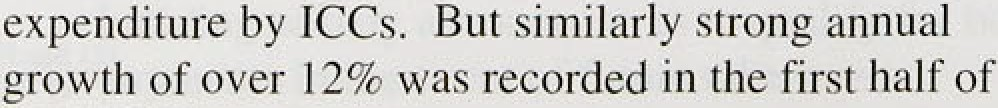 expenditure by ICCs. But similarly strong annual
growth of over 12% was recorded in the first half of